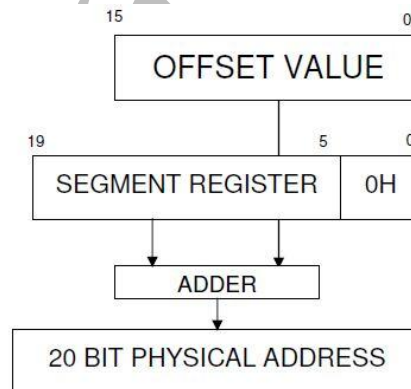 15 0
OFFSET VALUE
19 5 0
SEGMENT REGISTER 0H
ADDER
20 BIT PHYSICAL ADDRESS